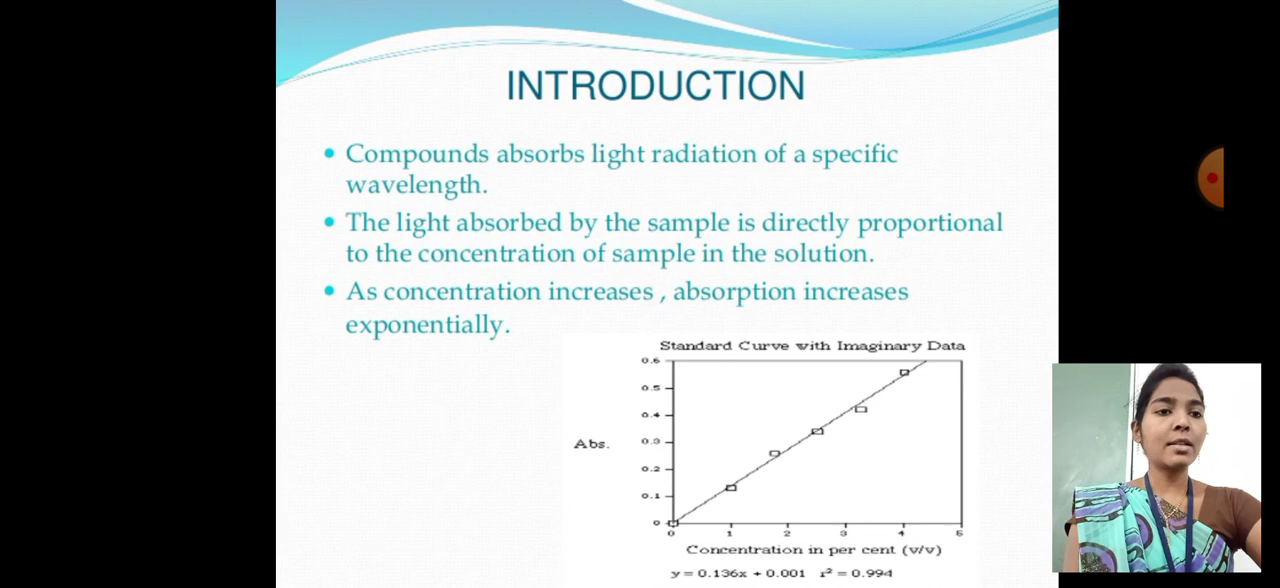 INTRODUCTION
• Compounds absorbs light radiation of a specific
wavelength.
• The light absorbed by the sample is directly proportional
to the concentration of sample in the solution.
• As concentration increases , absorption increases
exponentially.
Standard Curve with Imaginary Data
0.6
0.5
0.4
Abs.
0.3
0.2
0.1
0
0 1 2 3 4 5
Concentration in per cent (v/v)
y = 0.136x + 0.001 r² = 0.994